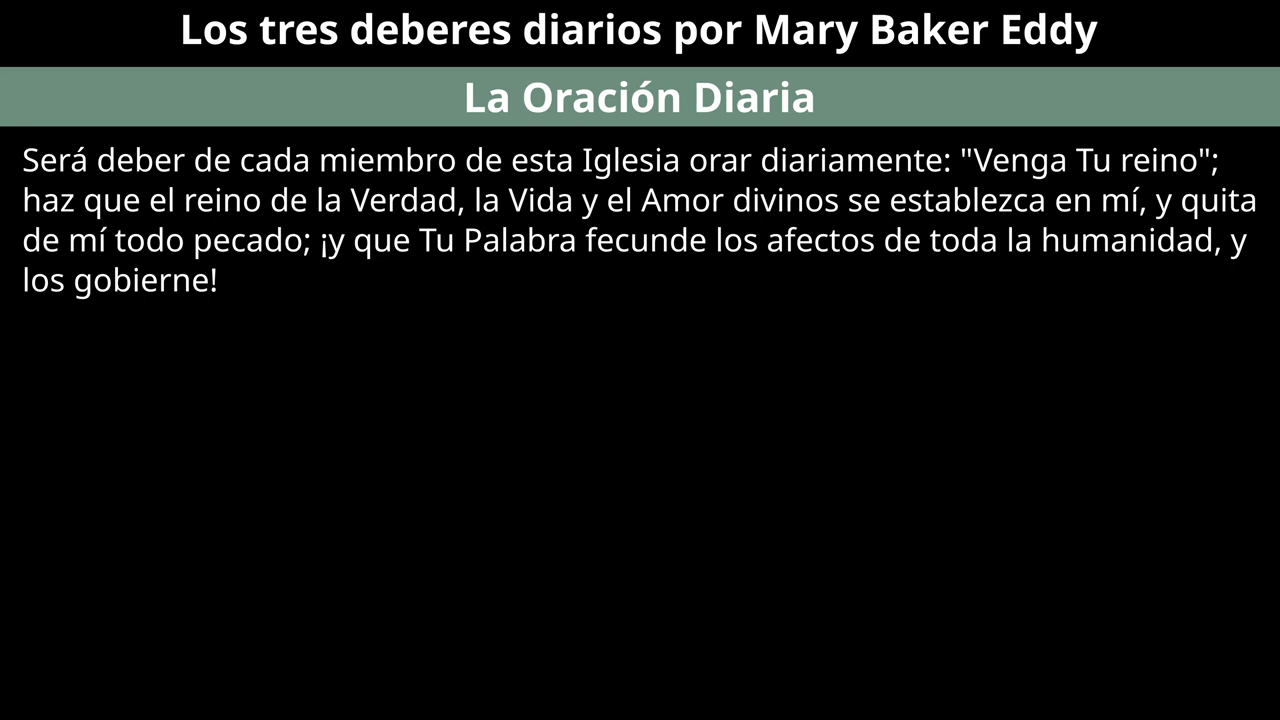 Los tres deberes diarios por Mary Baker Eddy
La Oración Diaria
Será deber de cada miembro de esta Iglesia orar diariamente: "Venga Tu reino";
haz que el reino de la Verdad, la Vida y el Amor divinos se establezca en mí, y quita
de mí todo pecado; ¡y que Tu Palabra fecunde los afectos de toda la humanidad, y
los gobierne!